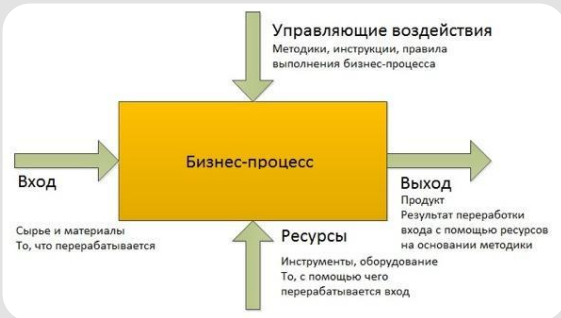 Управляющие воздействия
Методики, инструкции, правила
выполнения бизнес-процесса
Бизнес-процесс
Вход
Сырье и материалы
То, что перерабатывается
Выход
Продукт
Результат переработки
входа с помощью ресурсов
на основании методики
Ресурсы
Инструменты, оборудование
То, с помощью чего
перерабатывается вход